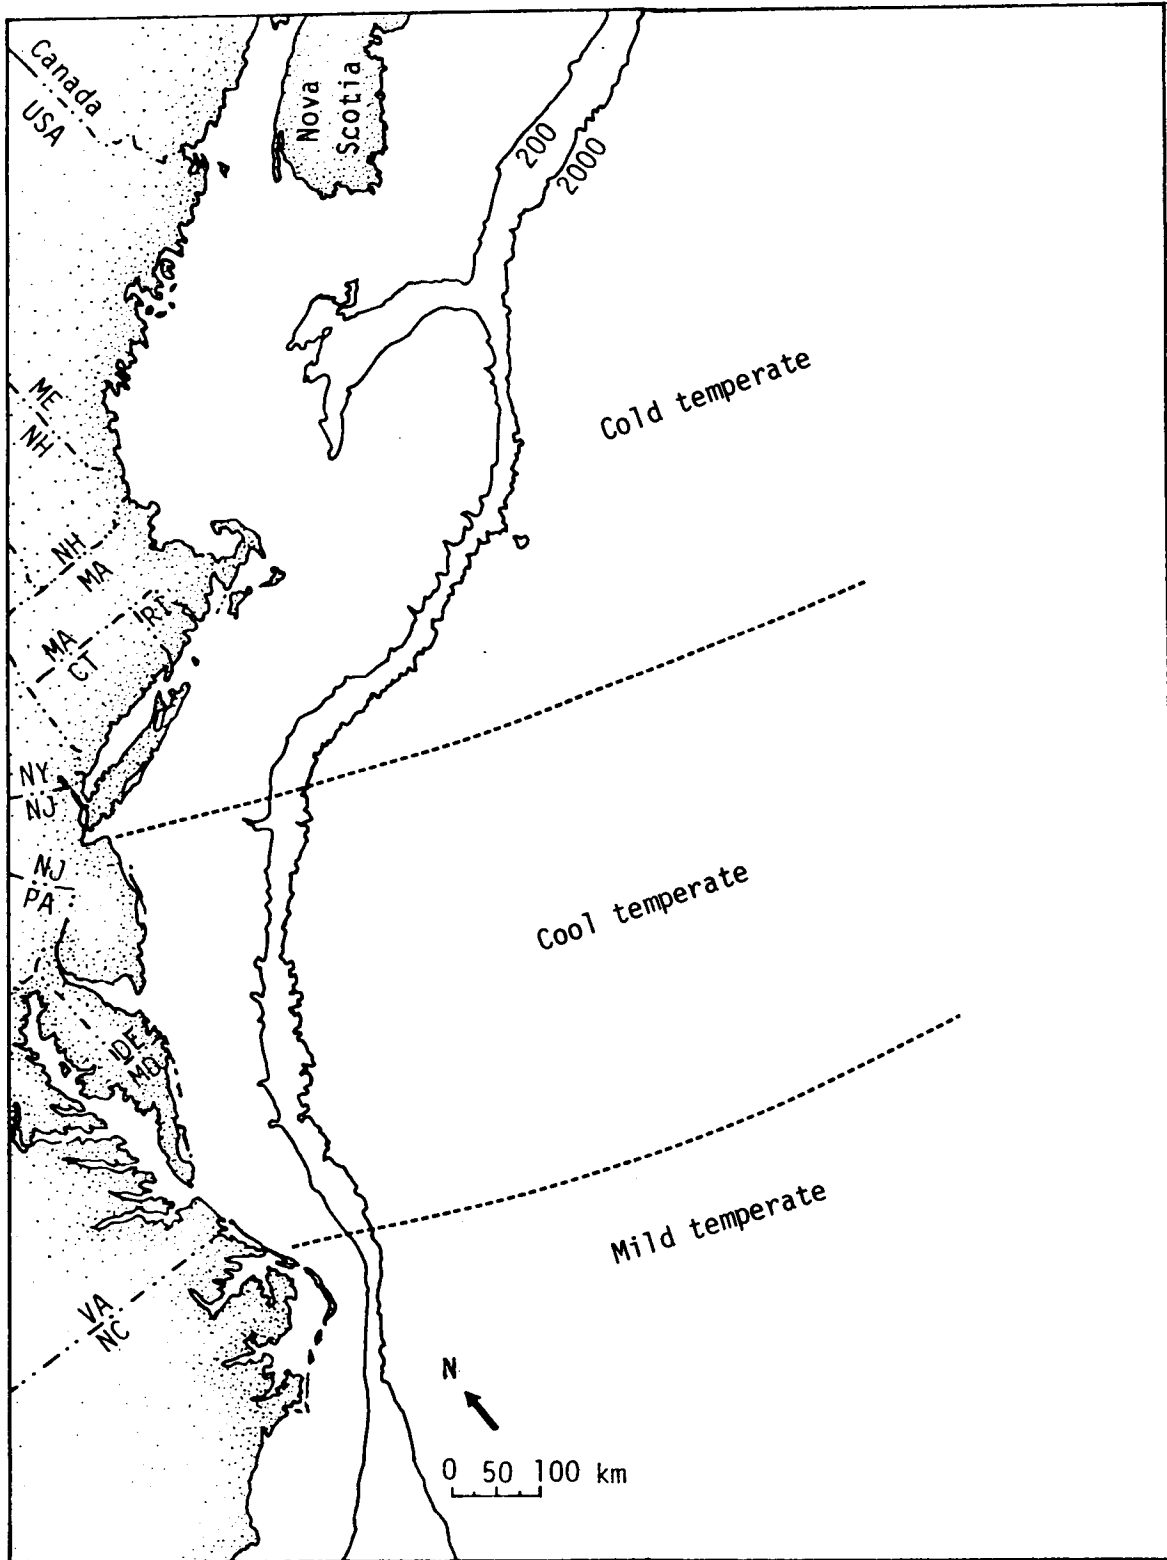 Canada
USA
Nova
Scotia
200
2000
ME
NH
Cold temperate
NH
MA
RI
MA
CT
NY
NJ
NJ
PA
Cool temperate
DE
MD
Mild temperate
VA
NC
N
0 50 100 km